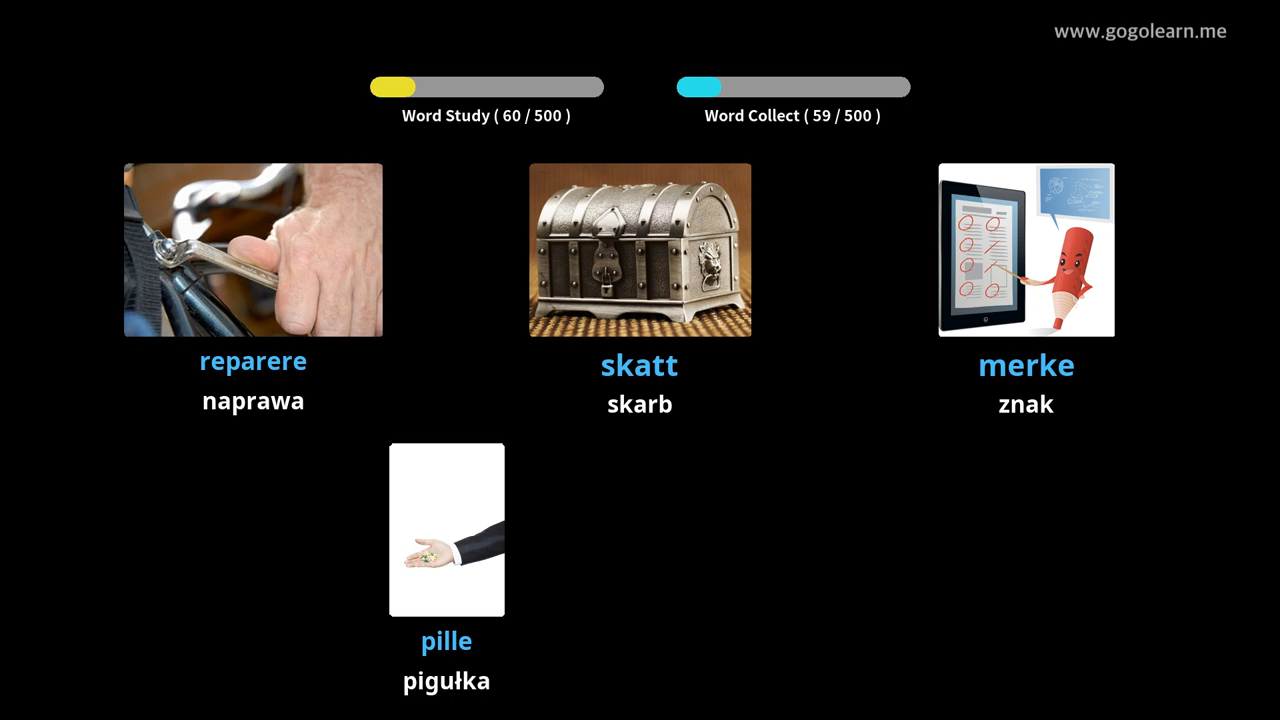 www.gogolearn.me
Word Study ( 60 / 500 )
Word Collect ( 59 / 500 )
reparere
naprawa
skatt
skarb
merke
znak
pille
pigułka